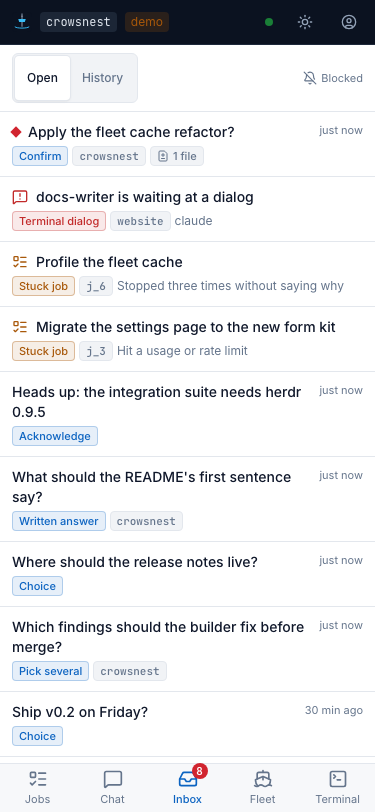 crowsnest demo
Open History Blocked
Apply the fleet cache refactor? just now
Confirm crowsnest 1 file
docs-writer is waiting at a dialog
Terminal dialog website claude
Profile the fleet cache
Stuck job j_6 Stopped three times without saying why
Migrate the settings page to the new form kit
Stuck job j_3 Hit a usage or rate limit
Heads up: the integration suite needs herdr just now
0.9.5
Acknowledge
What should the README's first sentence just now
say?
Written answer crowsnest
Where should the release notes live? just now
Choice
Which findings should the builder fix before just now
merge?
Pick several crowsnest
Ship v0.2 on Friday? 30 min ago
Choice
8
Jobs Chat Inbox Fleet Terminal